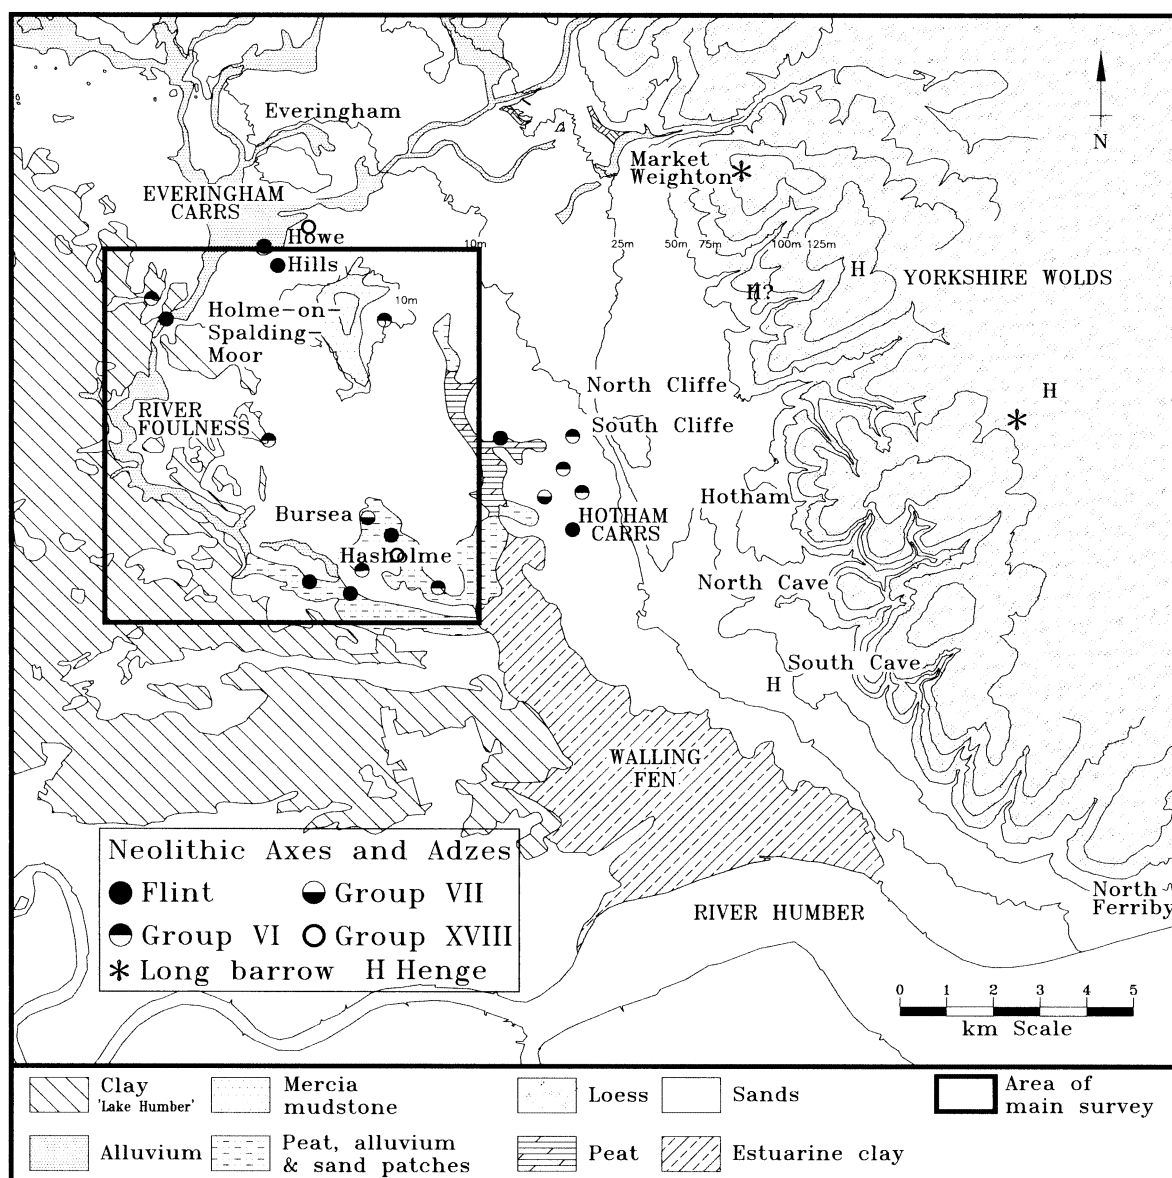 Everingham
N
Market
Weighton
EVERINGHAM
CARRS
Howe
Hills
10m
25m
50m
75m
100m
125m
H
H?
YORKSHIRE WOLDS
10m
Holme-on-
Spalding-
Moor
North Cliffe
H
South Cliffe
RIVER
FOULNESS
Hotham
Bursea
HOTHAM
CARRS
Hasholme
North Cave
South Cave
H
WALLING
FEN
Neolithic Axes and Adzes
Flint
Group VII
Group VI
Group XVIII
Long barrow
H Henge
North
Ferriby
RIVER HUMBER
0 1 2 3 4 5
km Scale
Clay
'Lake Humber'
Mercia
mudstone
Loess
Sands
Area of
main survey
Alluvium
Peat, alluvium
& sand patches
Peat
Estuarine clay